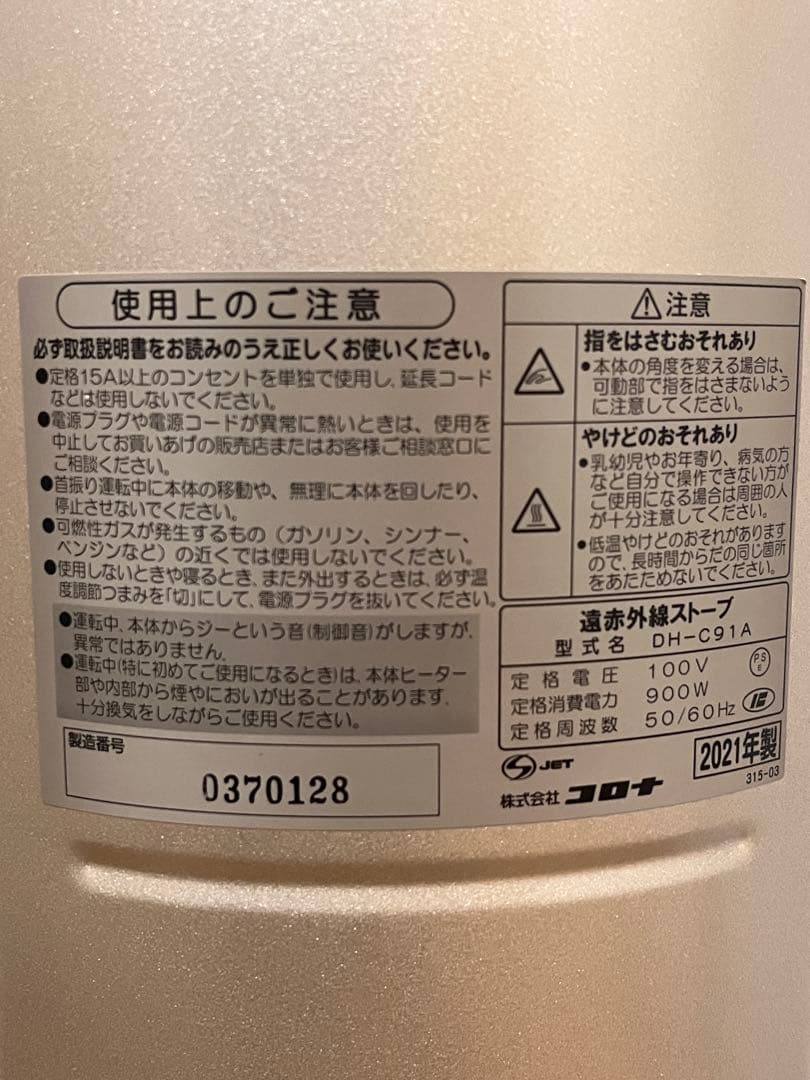 使用上のご注意
必ず取扱説明書をお読みのうえ正しくお使いください。
●定格15A以上のコンセントを単独で使用し、延長コード
などは使用しないでください。
●電源プラグや電源コードが異常に熱いときは、使用を
中止してお買いあげの販売店またはお客様ご相談窓口に
ご相談ください。
●首振り運転中に本体の移動や、無理に本体を回したり、
停止させないでください。
●可燃性ガスが発生するもの（ガソリン、シンナー、
ベンジンなど）の近くでは使用しないでください。
●使用しないときや寝るとき、また外出するときは、必ず温
度調節つまみを「切」にして、電源プラグを抜いてください。
●運転中、本体からジーという音(制御音)がしますが、
異常ではありません。
●運転中(特に初めてご使用になるとき)は、本体ヒーター
部や内部から煙やにおいが出ることがあります。
十分換気をしながらご使用ください。
製造番号
0370128
注意
指をはさむおそれあり
●本体の角度を変える場合は、
可動部で指をはさまないよう
に注意してください。
やけどのおそれあり
●乳幼児やお年寄り、病気の方
など自分で操作できない方が
ご使用になる場合は周囲の人
が十分注意してください。
●低温やけどのおそれがあります
ので、長時間からだの同じ箇所
をあたためないでください。
遠赤外線ストーブ
型式名 DH-C91A
定格電圧 100V
定格消費電力 900W
定格周波数 50/60Hz
PS
E
JET
2021年製
株式会社 コロナ
315-03